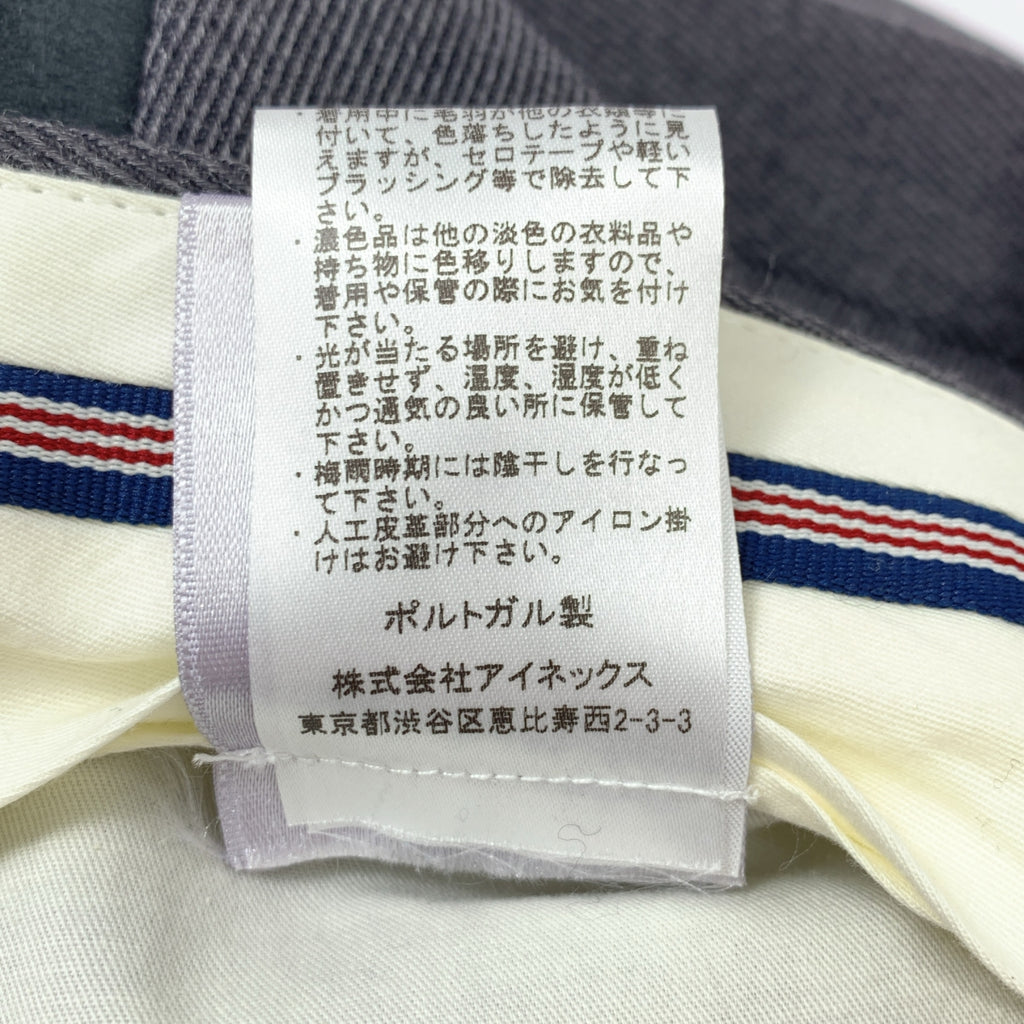 ・着用中に毛羽が他の衣類等に
付いて、色落ちしたように見
えますが、セロテープや軽い
ブラッシング等で除去して下
さい。
・濃色品は他の淡色の衣料品や
持ち物に色移りしますので、
着用や保管の際にお気を付け
下さい。
・光が当たる場所を避け、重ね
置きせず、温度、湿度が低く
かつ通気の良い所に保管して
下さい。
・梅雨時期には陰干しを行なっ
て下さい。
・人工皮革部分へのアイロン掛
けはお避け下さい。
ポルトガル製
株式会社アイネックス
東京都渋谷区恵比寿西2-3-3